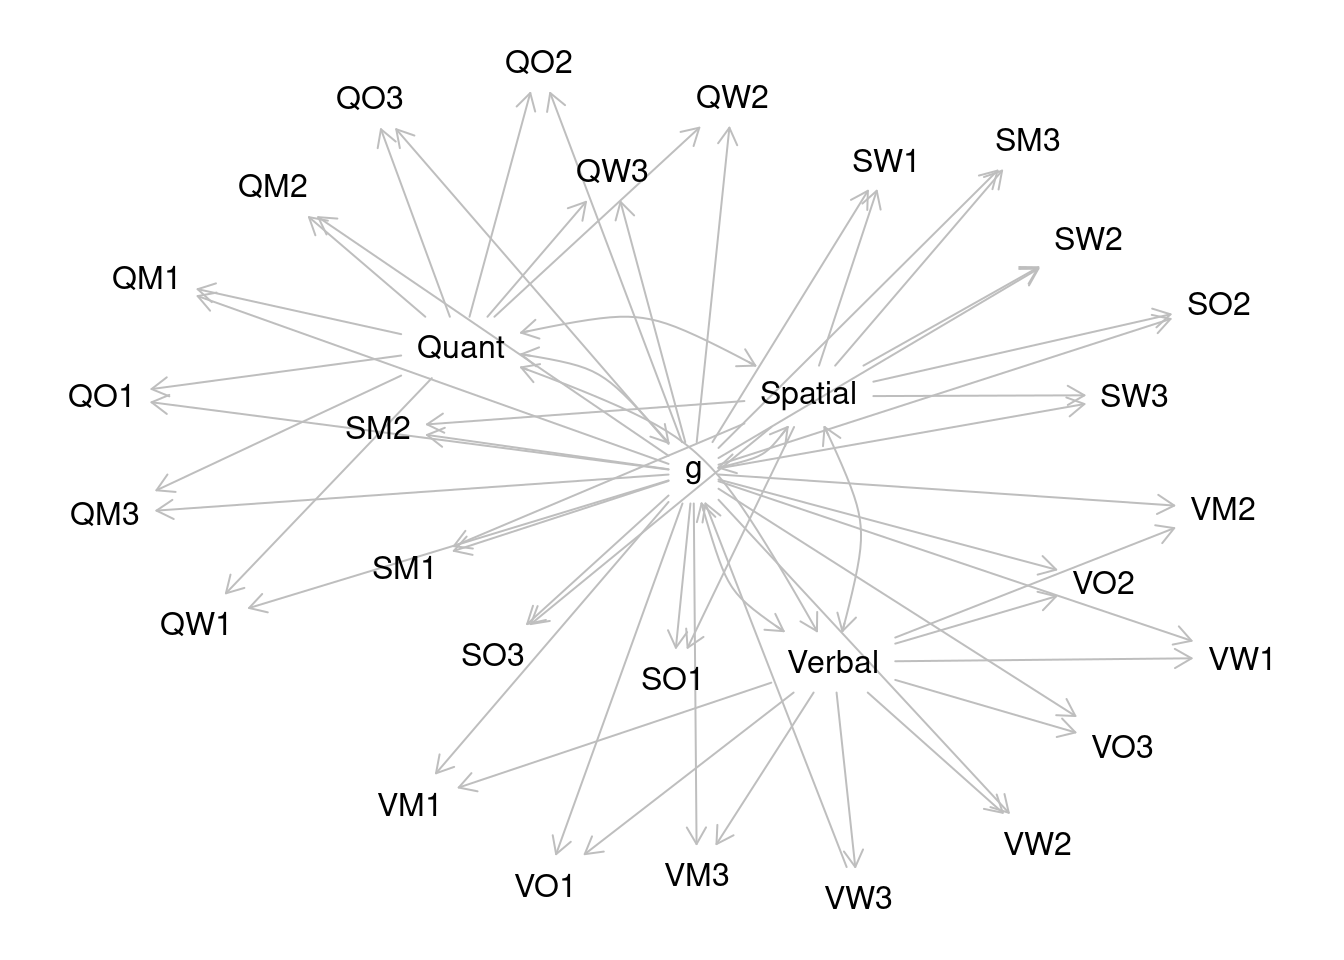 QO2
QO3
QW2
SM3
SW1
QW3
QM2
SW2
QM1
SO2
Quant
Spatial
QO1
SW3
SM2
g
VM2
QM3
SM1
VO2
QW1
SO3
VW1
Verbal
SO1
VO3
VM1
VW2
VM3
VO1
VW3